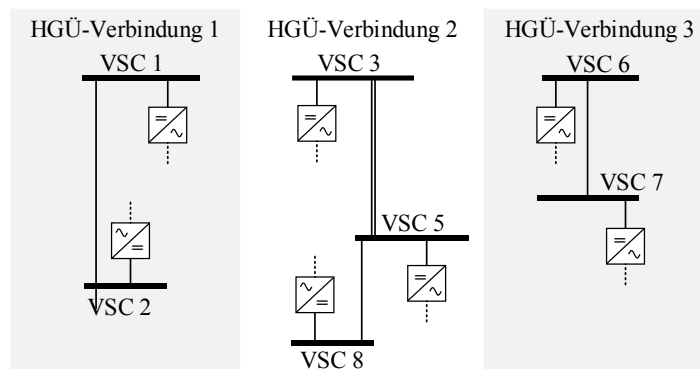 HGÜ-Verbindung 1 HGÜ-Verbindung 2 HGÜ-Verbindung 3
VSC 1 VSC 3 VSC 6
VSC 7
VSC 5
VSC 2
VSC 8